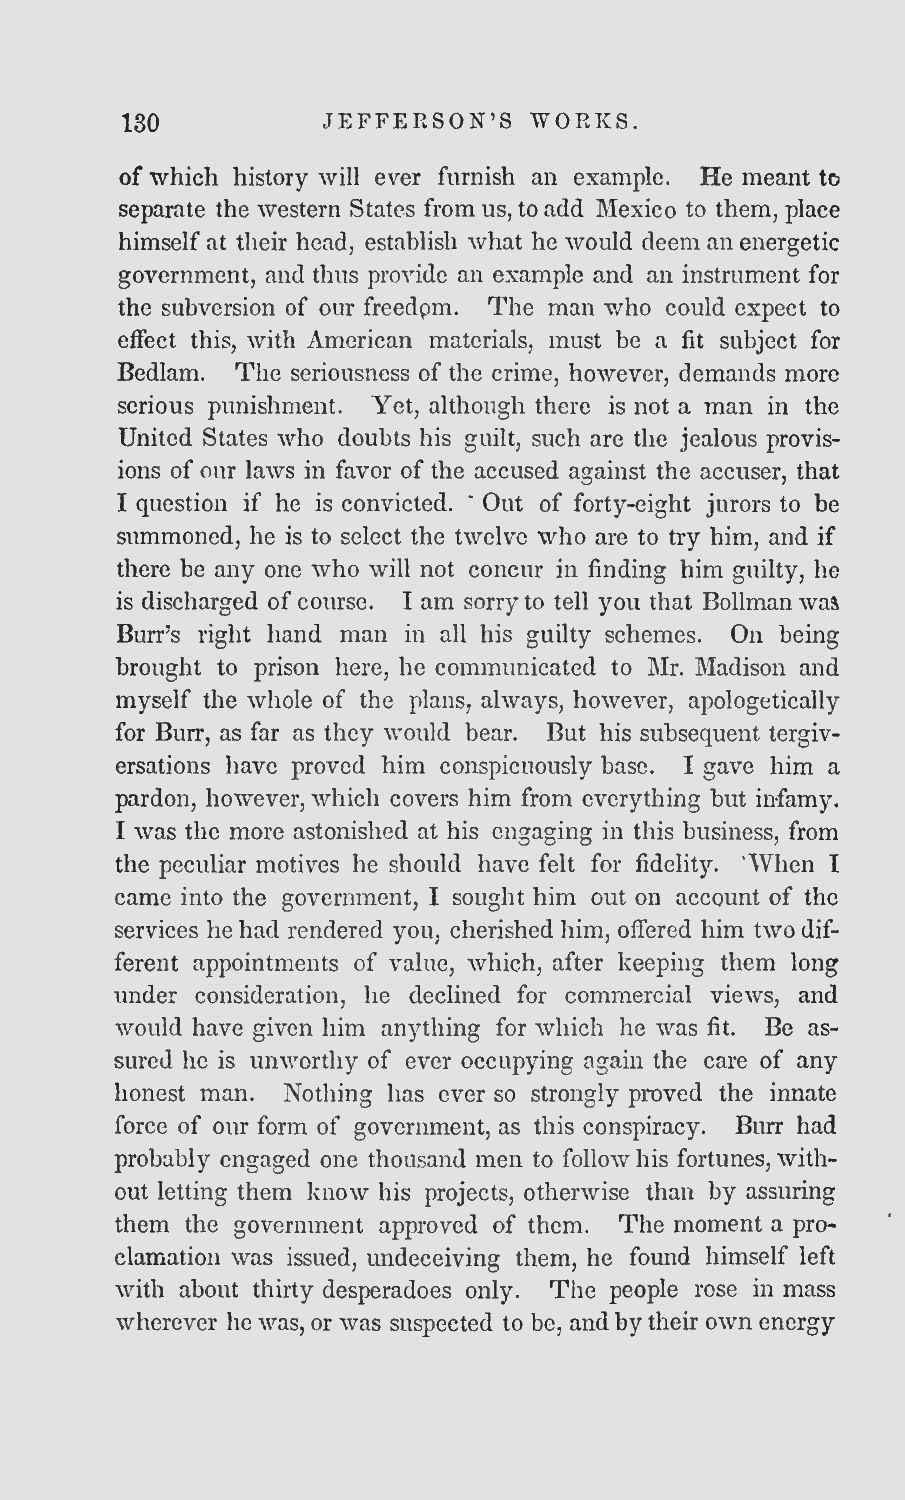 130 JEFFERSON'S WORKS.
of which history will ever furnish an example. He meant to
separate the western States from us, to add Mexico to them, place
himself at their head, establish what he would deem an energetic
government, and thus provide an example and an instrument for
the subversion of our freedom. The man who could expect to
effect this, with American materials, must be a fit subject for
Bedlam. The seriousness of the crime, however, demands more
serious punishment. Yet, although there is not a man in the
United States who doubts his guilt, such are the jealous provis-
ions of our laws in favor of the accused against the accuser, that
I question if he is convicted. Out of forty-eight jurors to be
summoned, he is to select the twelve who are to try him, and if
there be any one who will not concur in finding him guilty, he
is discharged of course. I am sorry to tell you that Bollman was
Burr's right hand man in all his guilty schemes. On being
brought to prison here, he communicated to Mr. Madison and
myself the whole of the plans, always, however, apologetically
for Burr, as far as they would bear. But his subsequent tergiv-
ersations have proved him conspicuously base. I gave him a
pardon, however, which covers him from everything but infamy.
I was the more astonished at his engaging in this business, from
the peculiar motives he should have felt for fidelity. When I
came into the government, I sought him out on account of the
services he had rendered you, cherished him, offered him two dif-
ferent appointments of value, which, after keeping them long
under consideration, he declined for commercial views, and
would have given him anything for which he was fit. Be as-
sured he is unworthy of ever occupying again the care of any
honest man. Nothing has ever so strongly proved the innate
force of our form of government, as this conspiracy. Burr had
probably engaged one thousand men to follow his fortunes, with-
out letting them know his projects, otherwise than by assuring
them the government approved of them. The moment a pro-
clamation was issued, undeceiving them, he found himself left
with about thirty desperadoes only. The people rose in mass
wherever he was, or was suspected to be, and by their own energy